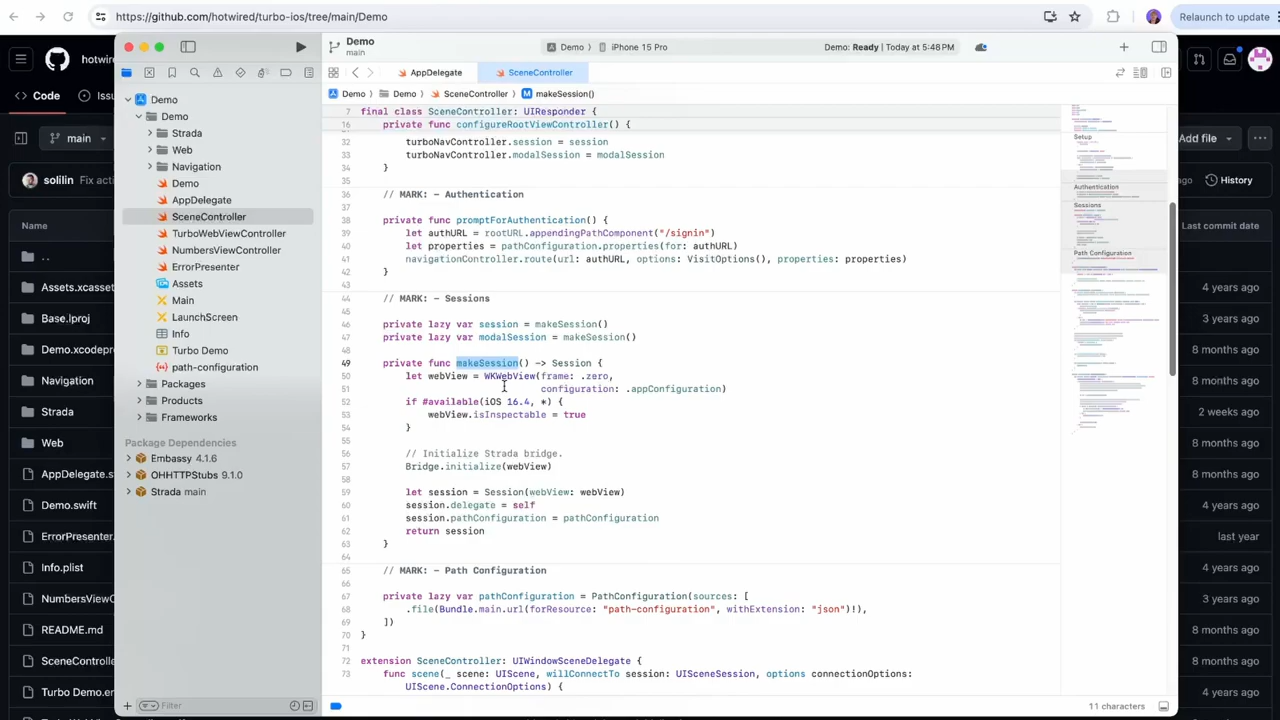 https://github.com/hotwired/turbo-ios/tree/main/Demo
Relaunch to update
hotwire
Code
Issu
main
Add file
olilin Fix acti
ago
History
Name
Last commit date
. .
Assets.xcasset
4 years ago
Base.lproj
3 years ago
Demo.xcodepro
8 months ago
Navigation
8 months ago
Strada
2 weeks ago
Web
8 months ago
AppDelegate.s
8 months ago
Demo.swift
4 years ago
ErrorPresenter.
last year
Info.plist
4 years ago
NumbersViewC
3 years ago
README.md
8 months ago
SceneControlle
8 months ago
Turbo Demo.en
4 years ago
Demo
main
Demo
iPhone 15 Pro
Demo: Ready | Today at 5:48 PM
AppDelegate
SceneController
Demo
Demo
SceneController
M
makeSession()
Demo
Demo
Strada
Web
Navigation
Demo
AppDelegate
SceneController
TurboWebViewController
NumbersViewController
ErrorPresenter
Assets
Main
LaunchScreen
Info
Turbo Demo
path-configuration
Packages
Products
Frameworks
Package Dependencies
Embassy 4.1.6
OHHTTPStubs 9.1.0
Strada main
Filter
7 final class SceneController: UIResponder {
16 private func configureRootViewController() {
32 turboNavController.session = session
33 turboNavController.modalSession = modalSession
34
35
36 // MARK: - Authentication
37
38 private func promptForAuthentication() {
39 let authURL = rootURL.appendingPathComponent("/signin")
40 let properties = pathConfiguration.properties(for: authURL)
41 navigationController.route(url: authURL, options: VisitOptions(), properties: properties)
42 }
44 // MARK: - Sessions
46 private lazy var session = makeSession()
47 private lazy var modalSession = makeSession()
48
49 private func makeSession() -> Session {
50 let webView = WKWebView(frame: .zero,
51 configuration: .appConfiguration)
52 if #available(iOS 16.4, *) {
53 webView.isInspectable = true
54 }
55
56 // Initialize Strada bridge.
57 Bridge.initialize(webView)
59 let session = Session(webView: webView)
60 session.delegate = self
61 session.pathConfiguration = pathConfiguration
62 return session
63 }
64
65 // MARK: - Path Configuration
67 private lazy var pathConfiguration = PathConfiguration(sources: [
68 .file(Bundle.main.url(forResource: "path-configuration", withExtension: "json")!),
69 ])
70 }
71
72 extension SceneController: UIWindowSceneDelegate {
73 func scene(_ scene: UIScene, willConnectTo session: UISceneSession, options connectionOptions:
UIScene.ConnectionOptions) {
Setup
Authentication
Sessions
Path Configuration
11 characters